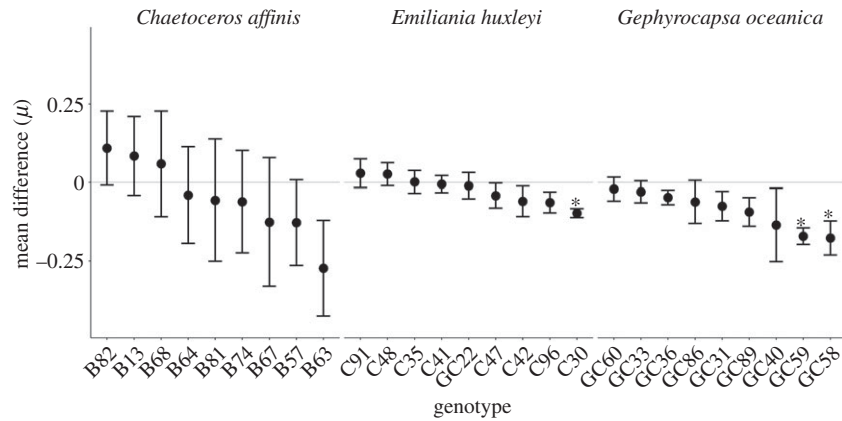 Chaetoceros affinis Emiliania huxleyi Gephyrocapsa oceanica
mean difference (μ)
0.25
0
–0.25
* * *
B82 B13 B68 B64 B81 B74 B67 B57 B63 C91 C48 C35 C41 GC22 C47 C42 C96 C30 GC60 GC33 GC36 GC86 GC31 GC89 GC40 GC59 GC58
genotype